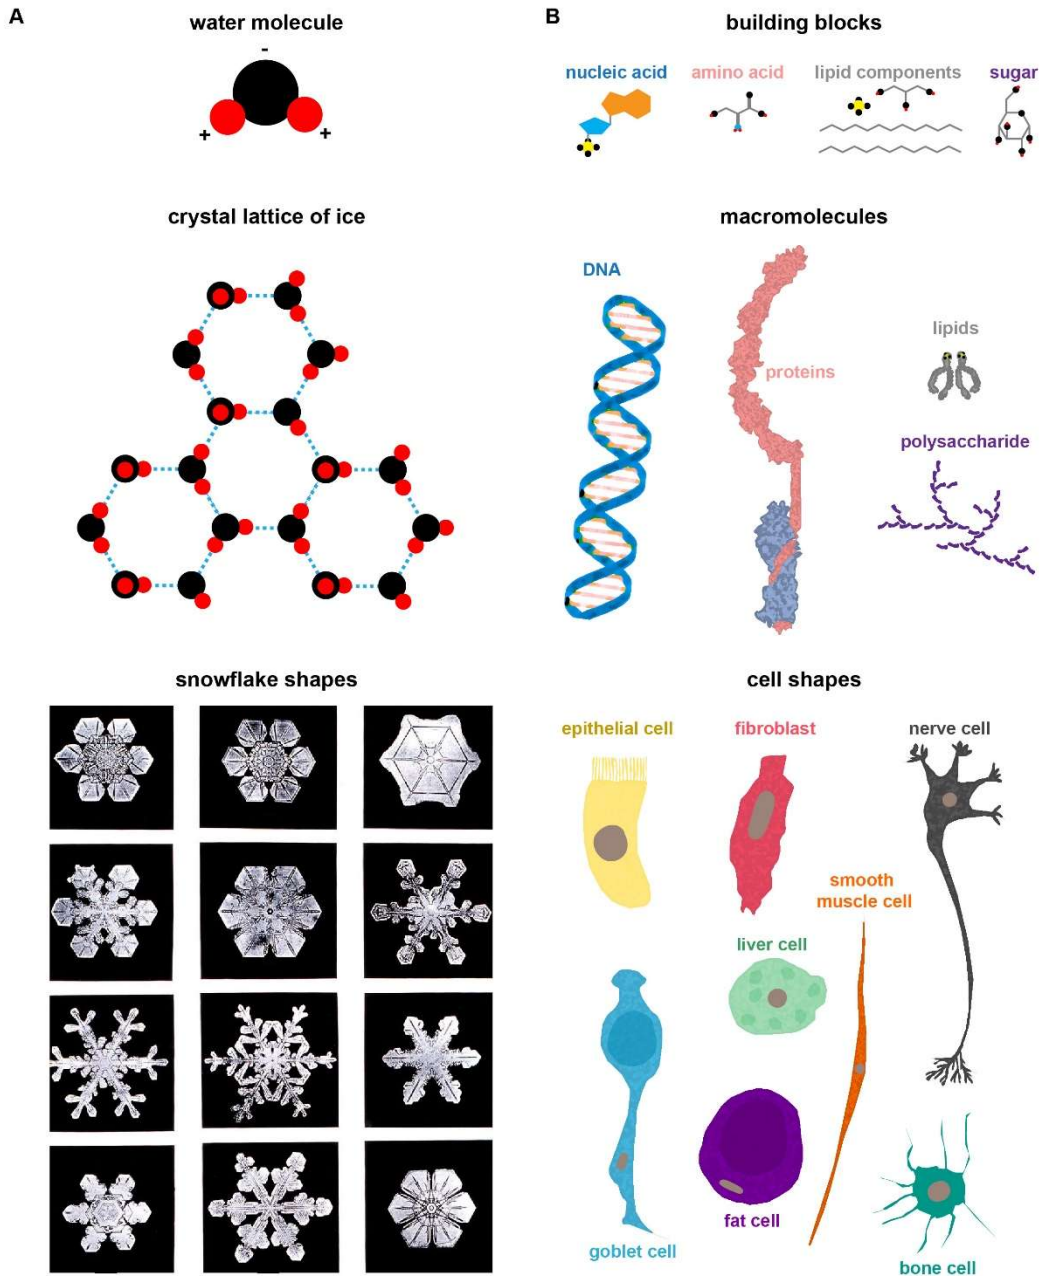 A
water molecule
-
+
+
crystal lattice of ice
snowflake shapes
B
building blocks
nucleic acid
amino acid
lipid components
sugar
macromolecules
DNA
proteins
lipids
polysaccharide
cell shapes
epithelial cell
fibroblast
nerve cell
smooth
muscle cell
liver cell
goblet cell
fat cell
bone cell